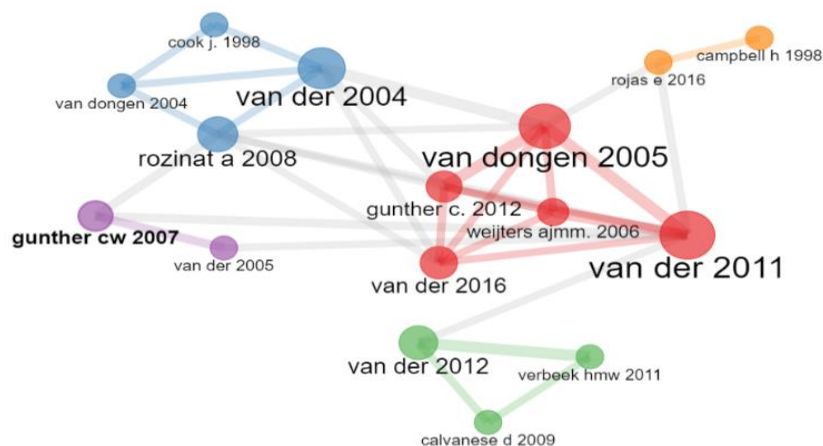 cook j. 1998
campbell h 1998
rojas e 2016
van dongen 2004
van der 2004
rozinat a 2008
van dongen 2005
gunther c. 2012
weijters ajmm. 2006
gunther cw 2007
van der 2005
van der 2016
van der 2011
van der 2012
verbeek hmw 2011
calvanese d 2009